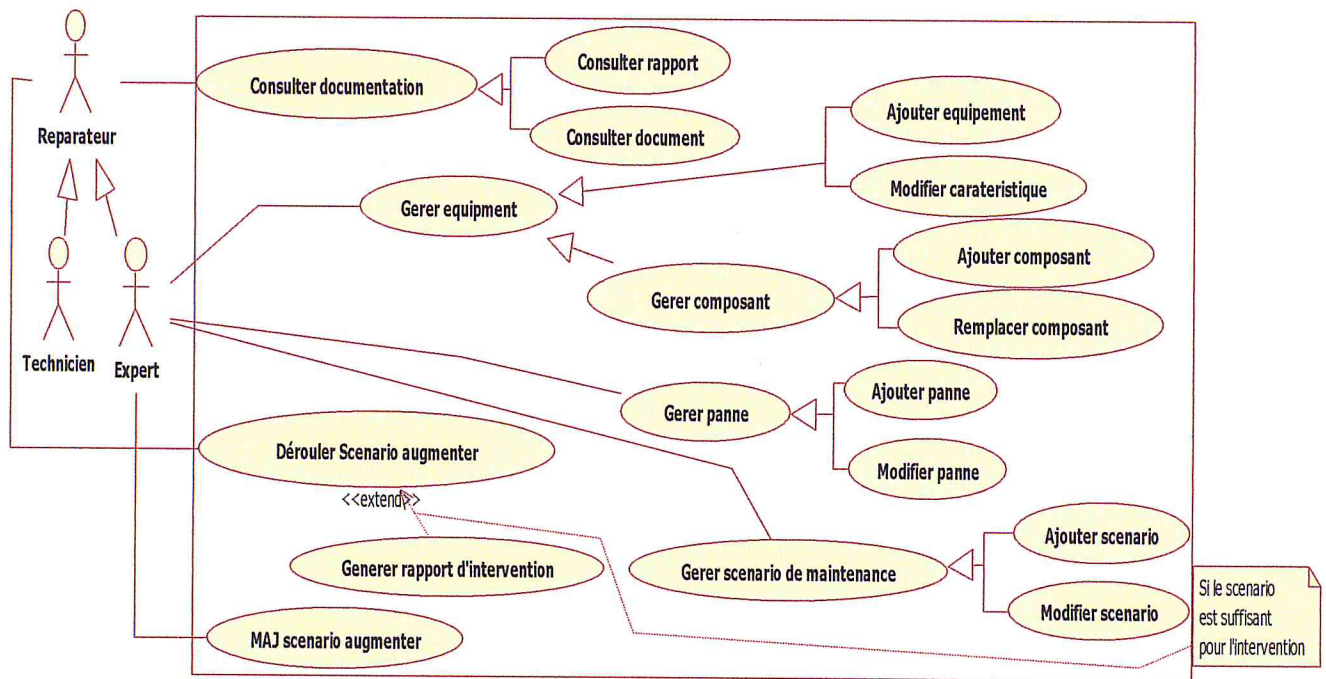 Reparateur
Technicien
Expert
Consulter documentation
Consulter rapport
Consulter document
Ajouter equipement
Modifier carateristique
Gerer equipment
Ajouter composant
Gerer composant
Remplacer composant
Ajouter panne
Gerer panne
Modifier panne
Dérouler Scenario augmenter
<<extend>>
Generer rapport d'intervention
Ajouter scenario
Gerer scenario de maintenance
Modifier scenario
MAJ scenario augmenter
Si le scenario
est suffisant
pour l'intervention